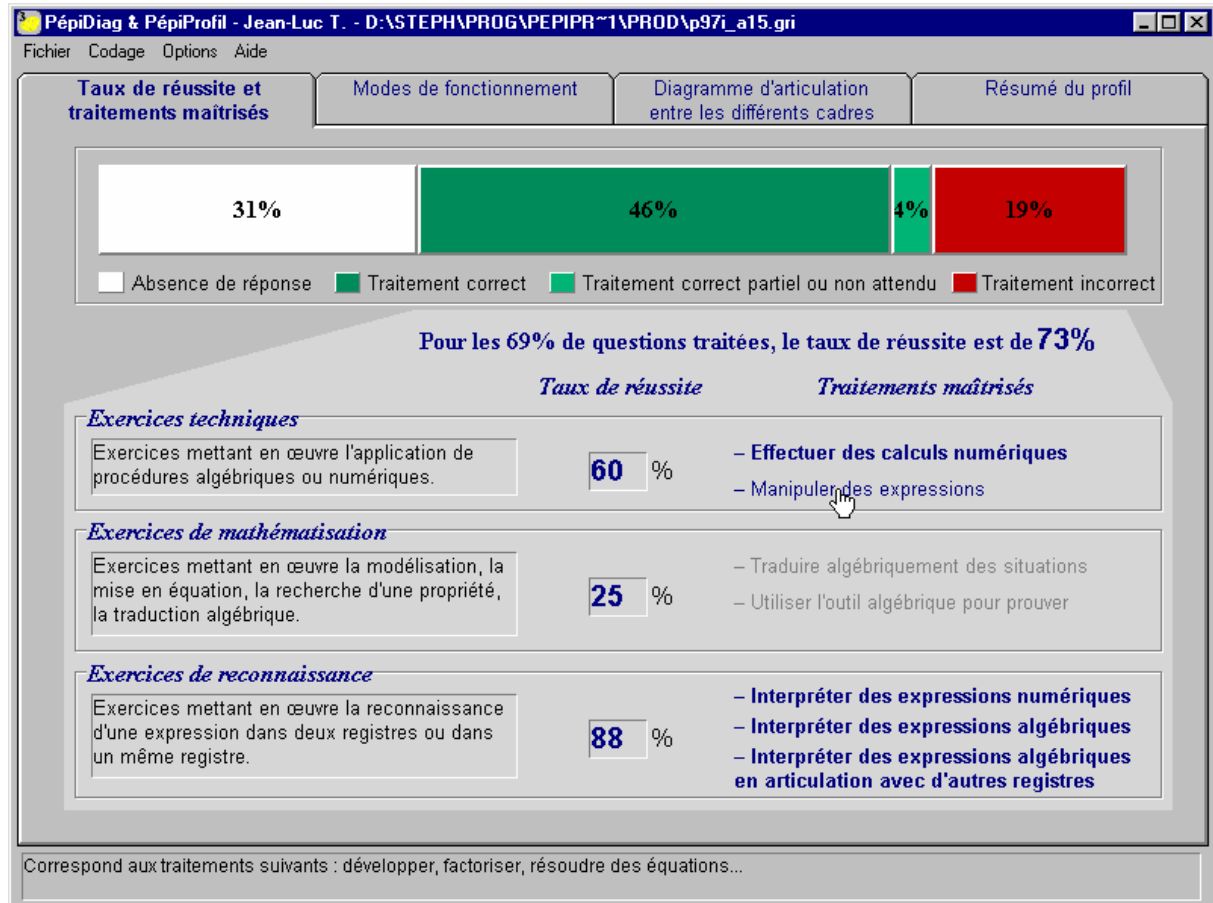 PépiDiag & PépiProfil - Jean-Luc T. - D:\STEPH\PROG\PEPIPR~1\PROD\p97i_a15.gri
Fichier Codage Options Aide
Taux de réussite et
traitements maîtrisés
Modes de fonctionnement
Diagramme d'articulation
entre les différents cadres
Résumé du profil
31% 46% 4% 19%
Absence de réponse Traitement correct Traitement correct partiel ou non attendu Traitement incorrect
Pour les 69% de questions traitées, le taux de réussite est de 73%
Taux de réussite Traitements maîtrisés
Exercices techniques
Exercices mettant en œuvre l'application de
procédures algébriques ou numériques.
60 %
– Effectuer des calculs numériques
– Manipuler des expressions
Exercices de mathématisation
Exercices mettant en œuvre la modélisation, la
mise en équation, la recherche d'une propriété,
la traduction algébrique.
25 %
– Traduire algébriquement des situations
– Utiliser l'outil algébrique pour prouver
Exercices de reconnaissance
Exercices mettant en œuvre la reconnaissance
d'une expression dans deux registres ou dans
un même registre.
88 %
– Interpréter des expressions numériques
– Interpréter des expressions algébriques
– Interpréter des expressions algébriques
en articulation avec d'autres registres
Correspond aux traitements suivants : développer, factoriser, résoudre des équations...